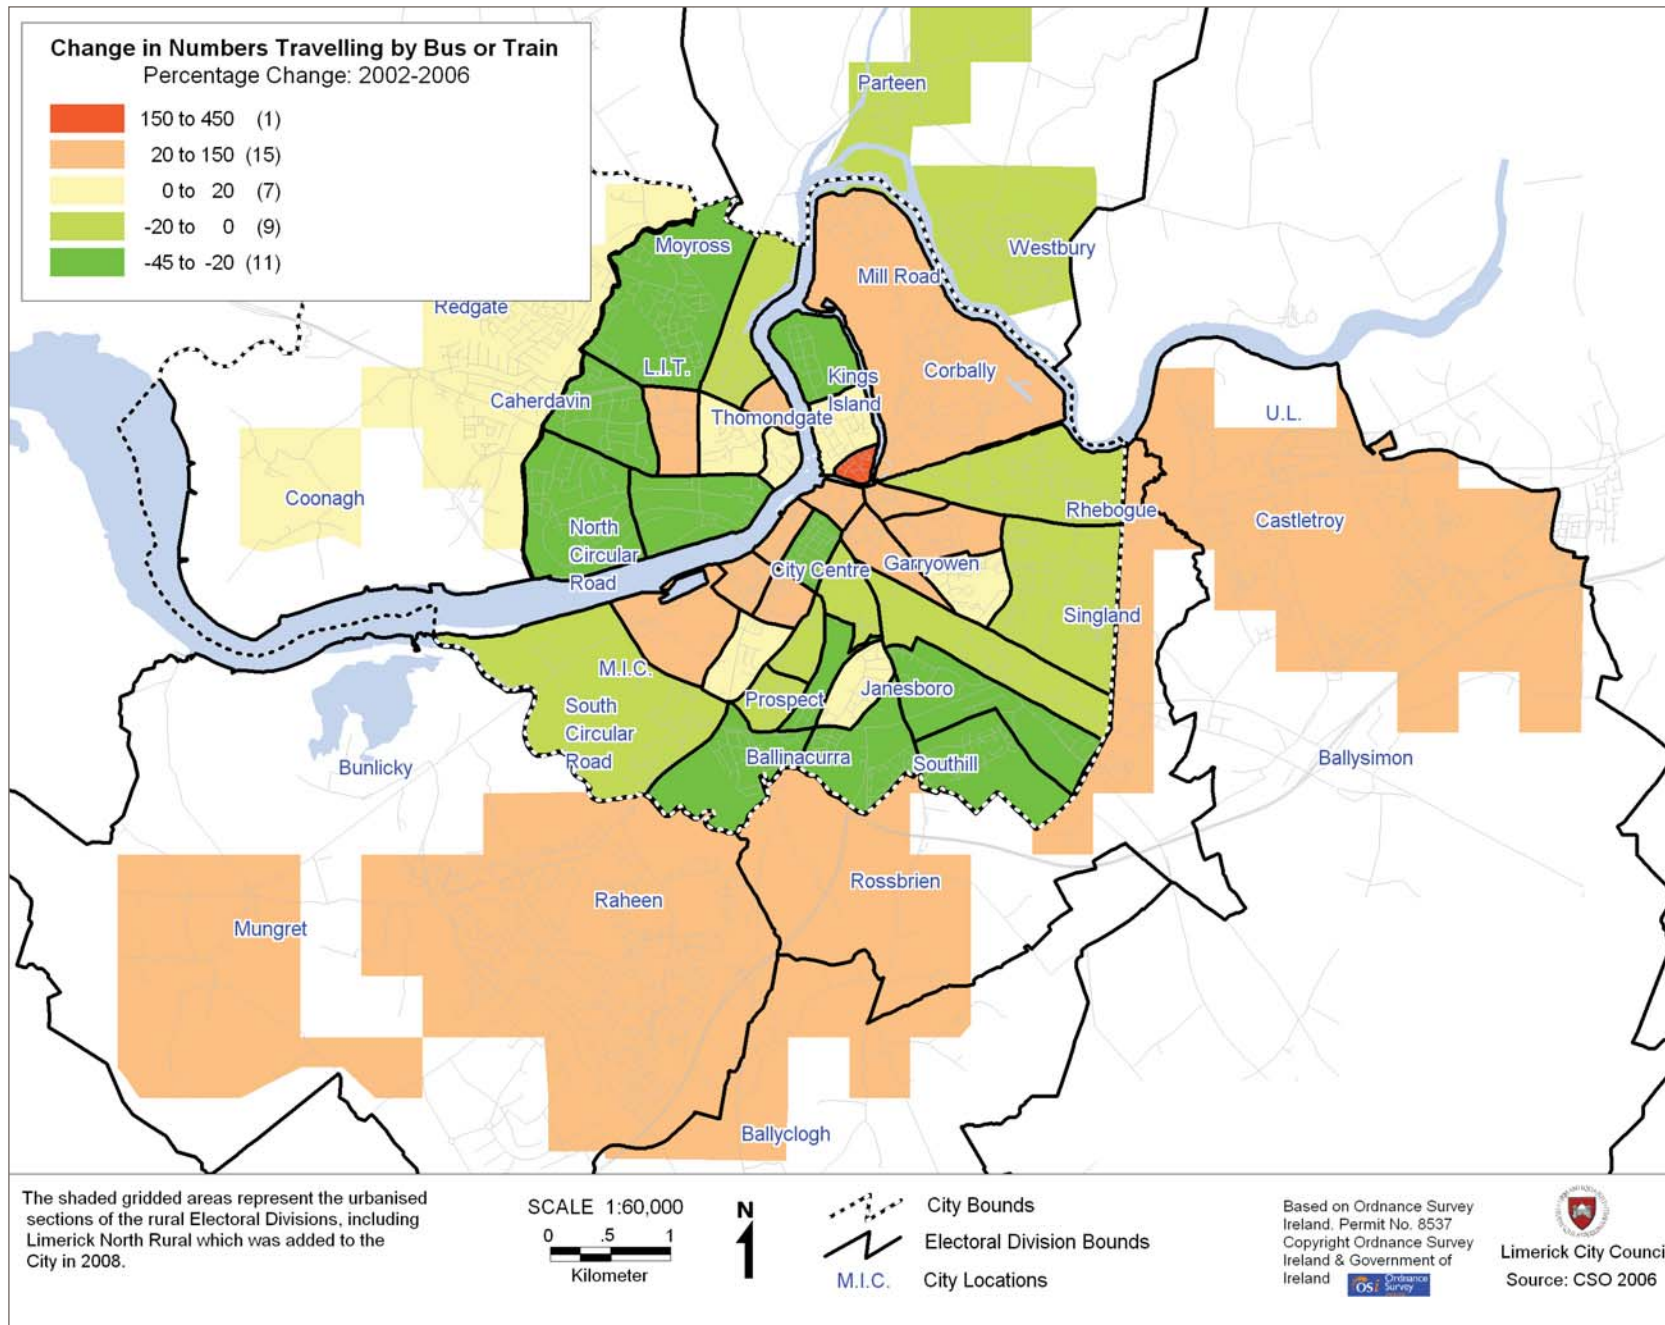 Change in Numbers Travelling by Bus or Train
Percentage Change: 2002-2006
150 to 450 (1)
20 to 150 (15)
0 to 20 (7)
-20 to 0 (9)
-45 to -20 (11)
Parteen
Moyross
Westbury
Mill Road
Redgate
L.I.T.
Kings
Island
Corbally
Caherdavin
Thomondgate
U.L.
Coonagh
North
Circular
Road
Rhebogue
Castletroy
City Centre
Garryowen
Singland
M.I.C.
South
Circular
Road
Prospect
Janesboro
Bunlicky
Ballinacurra
Southill
Ballysimon
Raheen
Rossbrien
Mungret
Ballyclogh
The shaded gridded areas represent the urbanised
sections of the rural Electoral Divisions, including
Limerick North Rural which was added to the
City in 2008.
SCALE 1:60,000
0 .5 1
Kilometer
N
City Bounds
Electoral Division Bounds
M.I.C. City Locations
Based on Ordnance Survey
Ireland. Permit No. 8537
Copyright Ordnance Survey
Ireland & Government of
Ireland
OSi Ordnance
Survey
Limerick City Counci
Source: CSO 2006